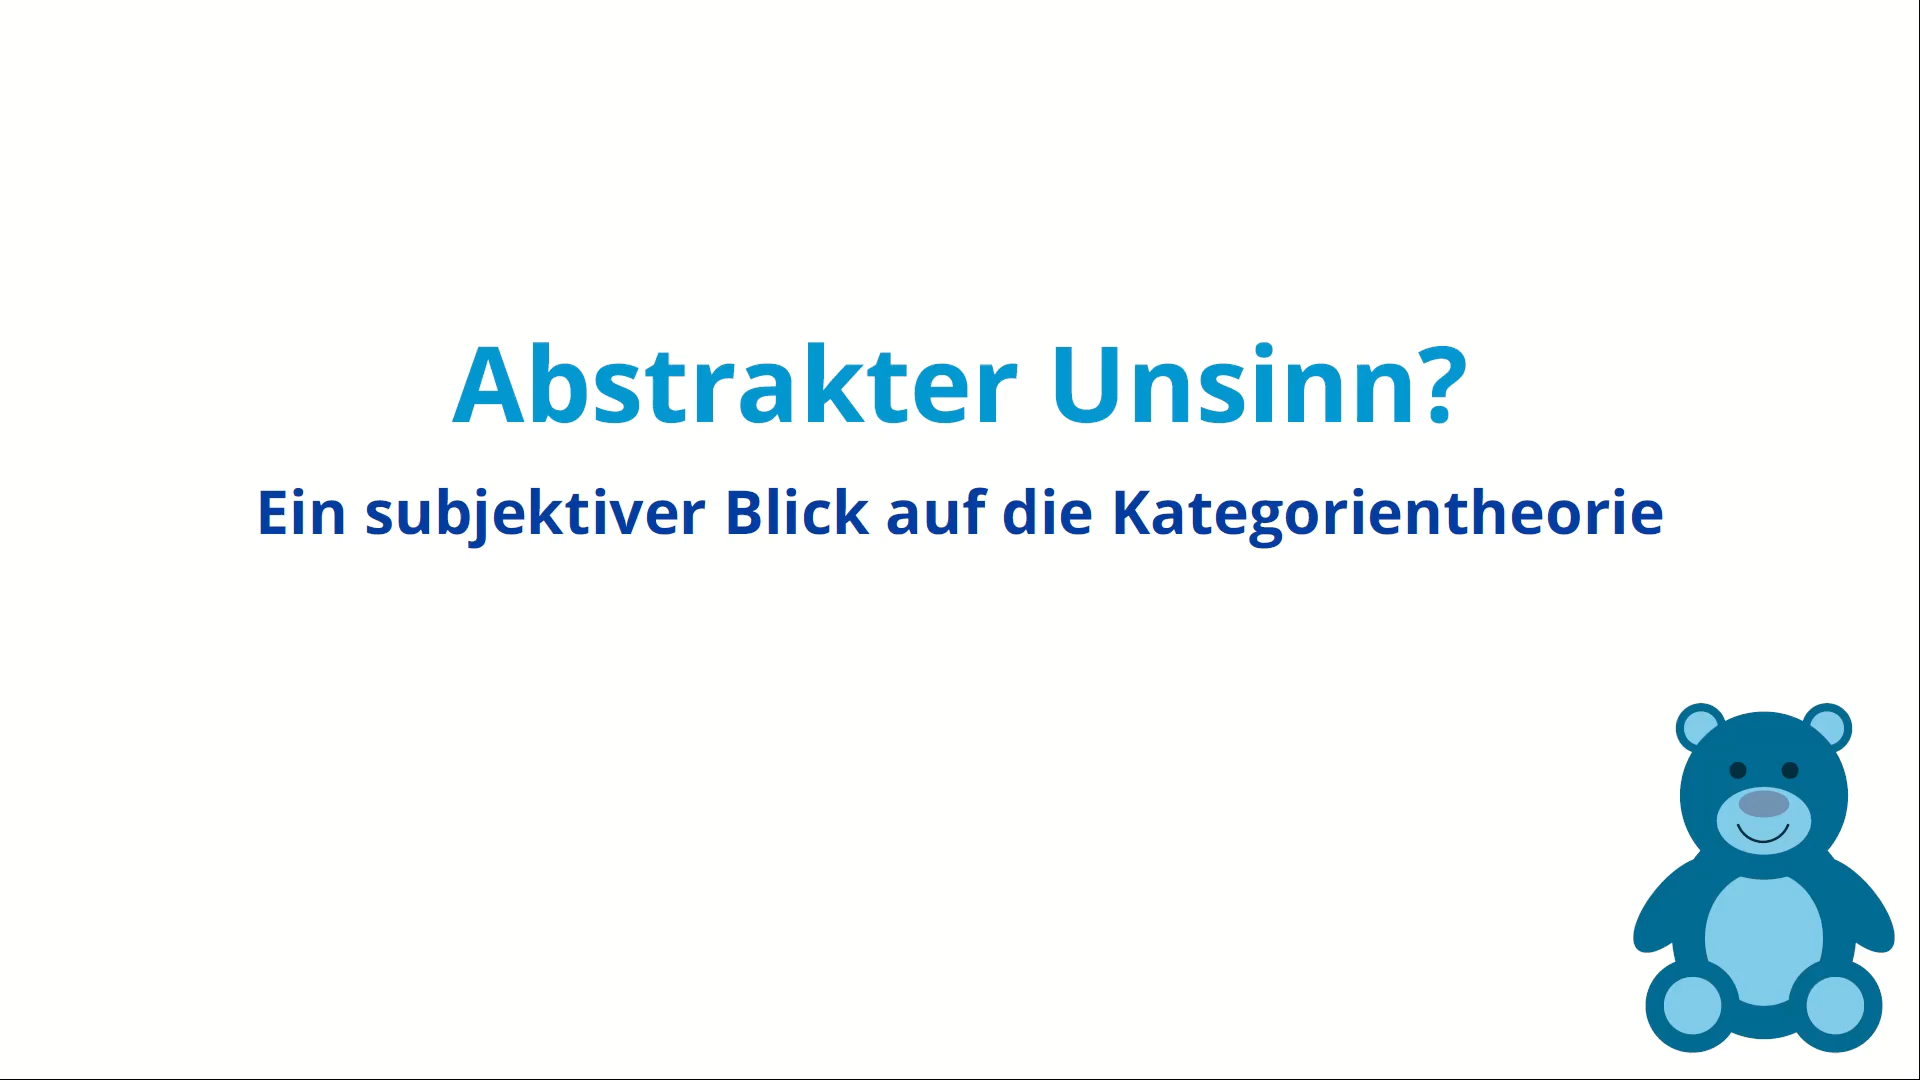 Abstrakter Unsinn?
Ein subjektiver Blick auf die Kategorientheorie